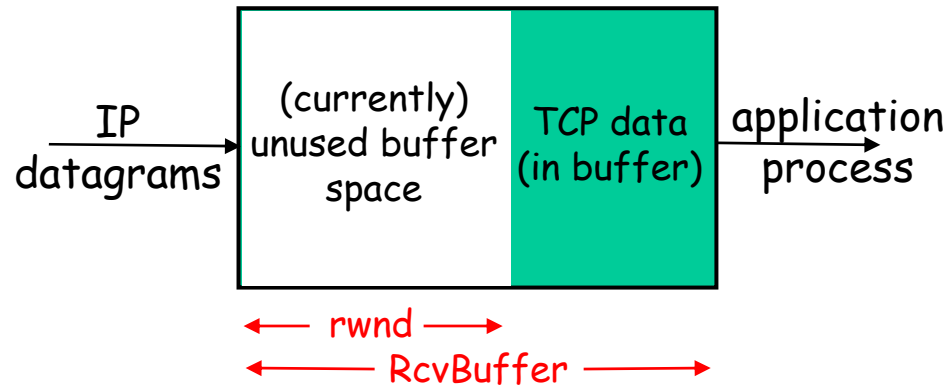 IP
datagrams
(currently)
unused buffer
space
TCP data
(in buffer)
application
process
rwnd
RcvBuffer